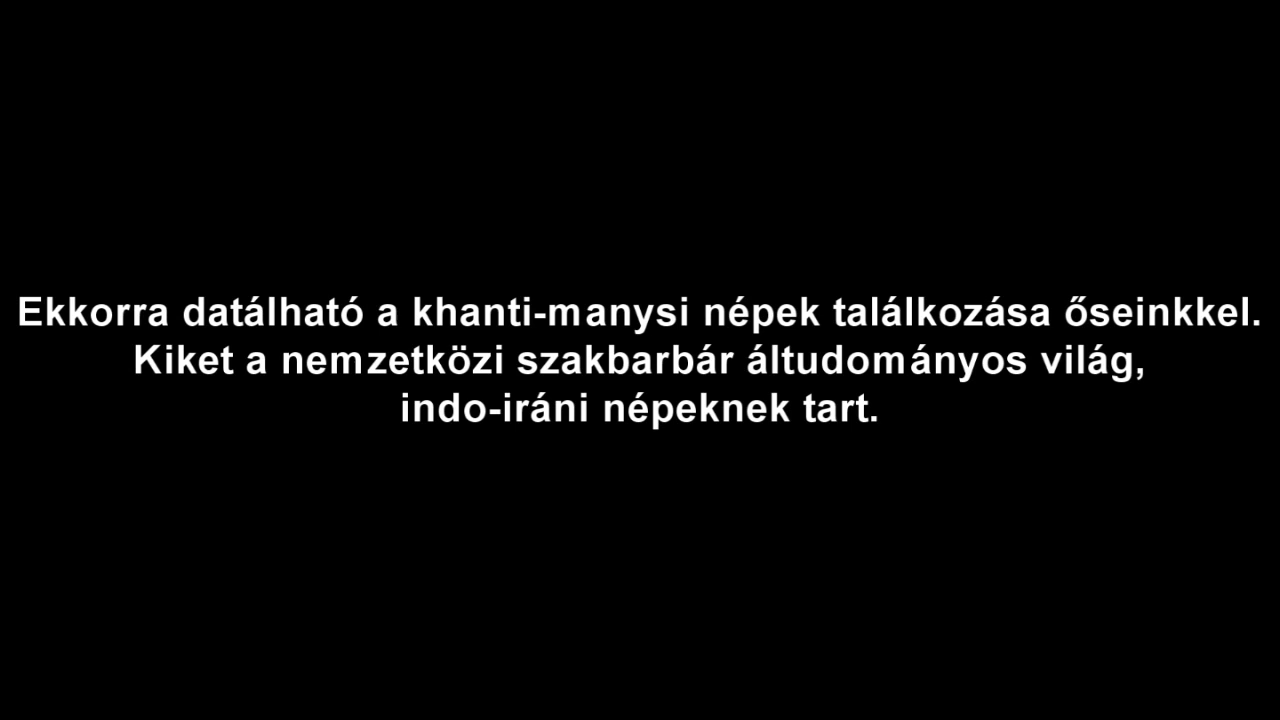 Ekkorra datálható a khanti-manysi népek találkozása őseinkkel.
Kiket a nemzetközi szakbarbár áltudományos világ,
indo-iráni népeknek tart.